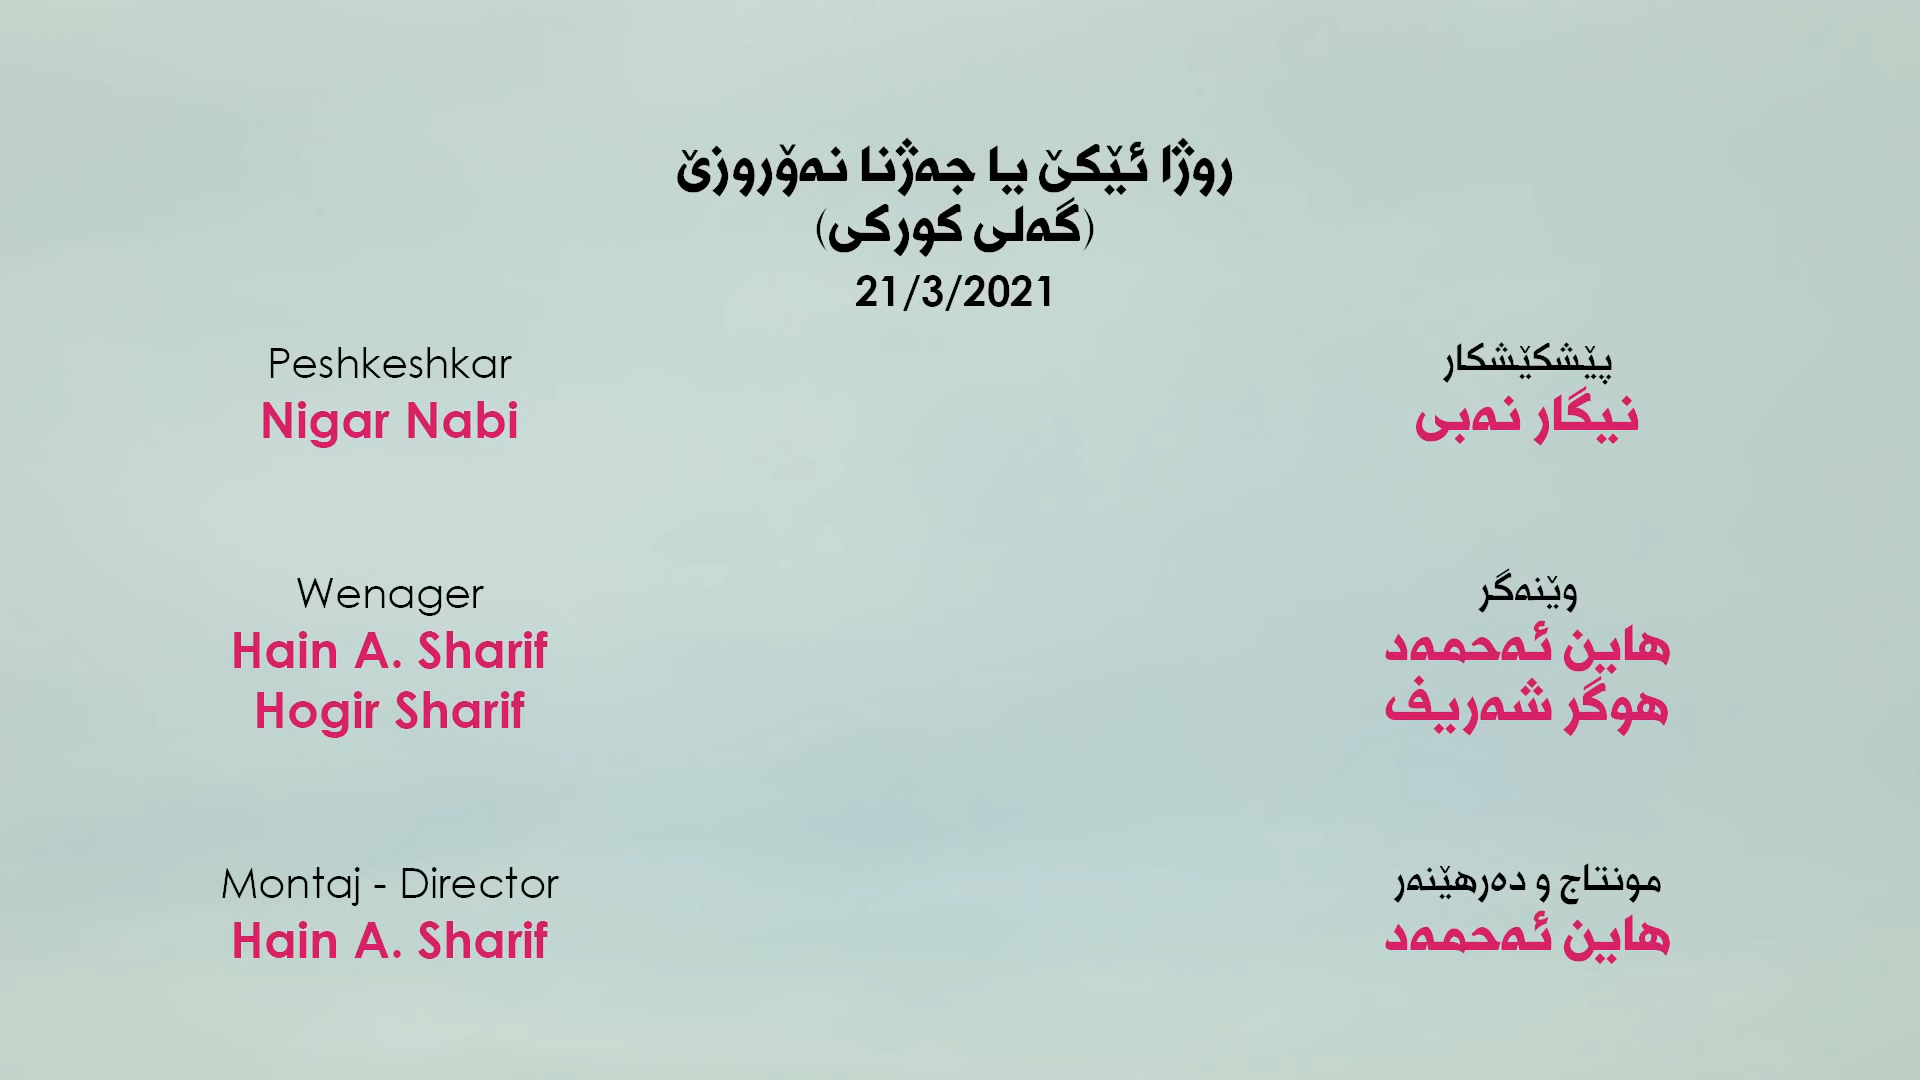 روژا ئێکێ یا جەژنا نەۆروزێ
(گەلی کورکی)
21/3/2021
Peshkeshkar
Nigar Nabi
پێشکێشکار
نیگار نەبی
Wenager
Hain A. Sharif
Hogir Sharif
وێنەگر
هاین ئەحمەد
هوگر شەریف
Montaj - Director
Hain A. Sharif
مونتاج و دەرهێنەر
هاین ئەحمەد